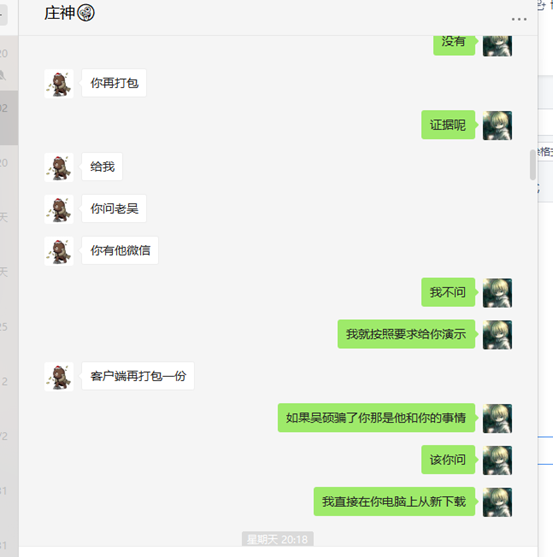 庄神
没有
你再打包
证据呢
给我
你问老吴
你有他微信
我不问
我就按照要求给你演示
客户端再打包一份
如果吴硕骗了你那是他和你的事情
该你问
我直接在你电脑上从新下载
星期天 20:18